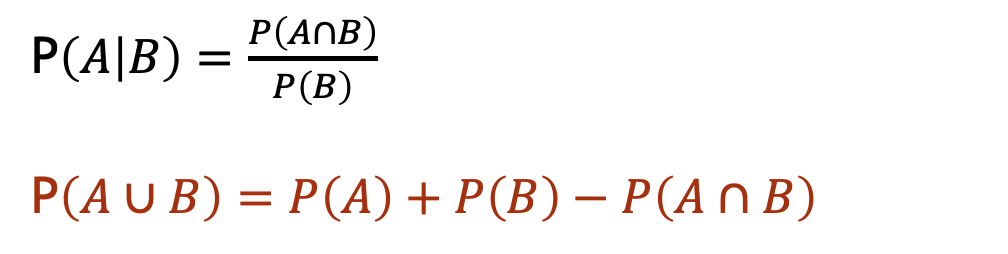 P(A|B) = P(A∩B)/P(B)
P(A ∪ B) = P(A) + P(B) − P(A ∩ B)